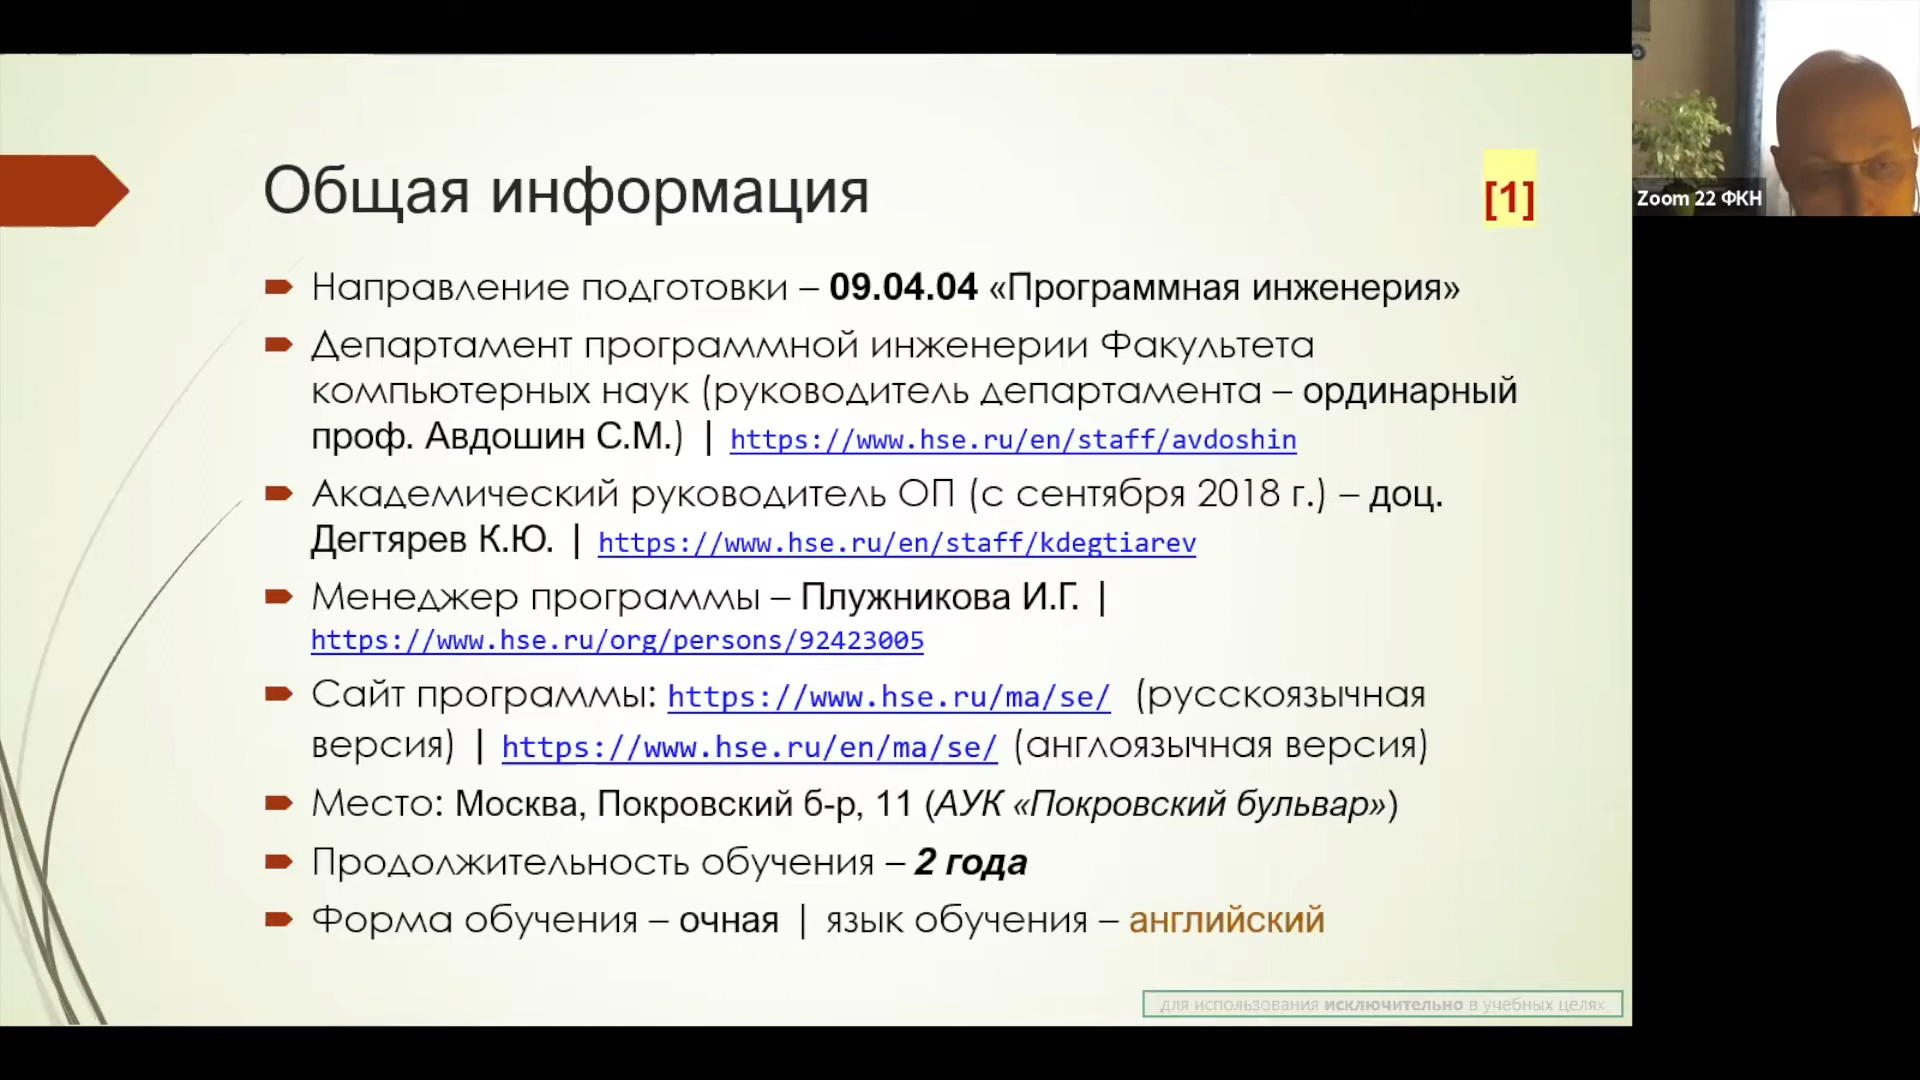 Общая информация
[1]
Zoom 22 ФКН
Направление подготовки – 09.04.04 «Программная инженерия»
Департамент программной инженерии Факультета
компьютерных наук (руководитель департамента – ординарный
проф. Авдошин С.М.) | https://www.hse.ru/en/staff/avdoshin
Академический руководитель ОП (с сентября 2018 г.) – доц.
Дегтярев К.Ю. | https://www.hse.ru/en/staff/kdegtiarev
Менеджер программы – Плужникова И.Г. |
https://www.hse.ru/org/persons/92423005
Сайт программы: https://www.hse.ru/ma/se/ (русскоязычная
версия) | https://www.hse.ru/en/ma/se/ (англоязычная версия)
Место: Москва, Покровский б-р, 11 (АУК «Покровский бульвар»)
Продолжительность обучения – 2 года
Форма обучения – очная | язык обучения – английский
для использования исключительно в учебных целях